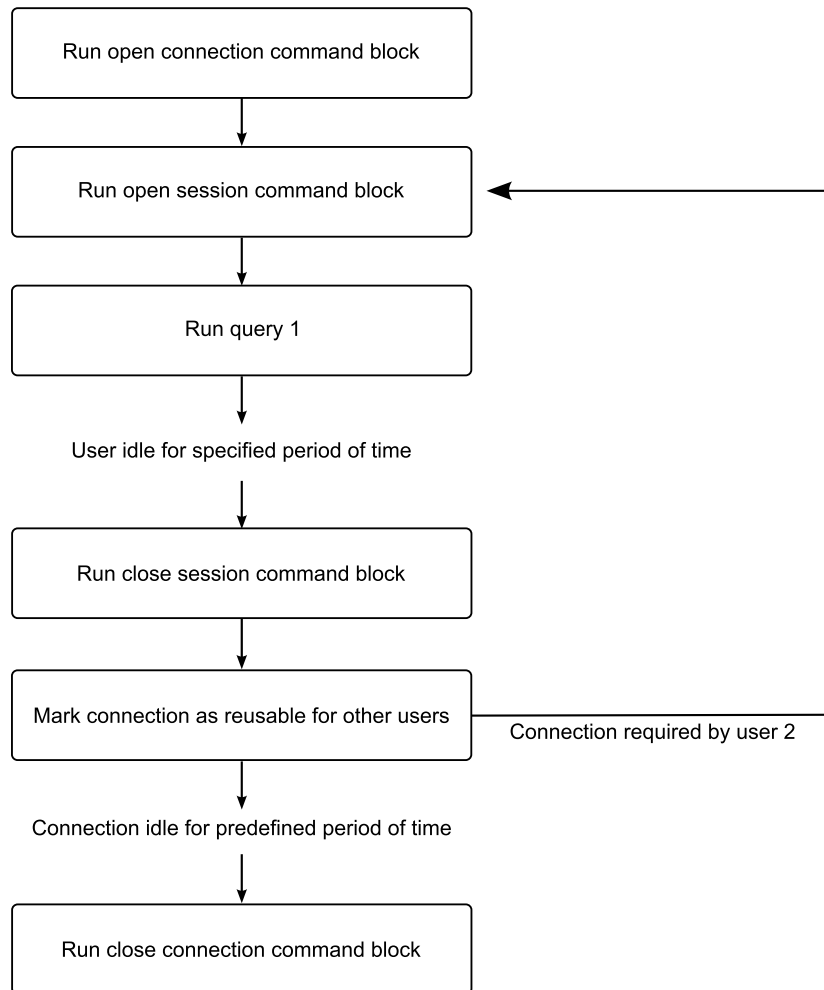 Run open connection command block
Run open session command block
Run query 1
User idle for specified period of time
Run close session command block
Mark connection as reusable for other users
Connection required by user 2
Connection idle for predefined period of time
Run close connection command block